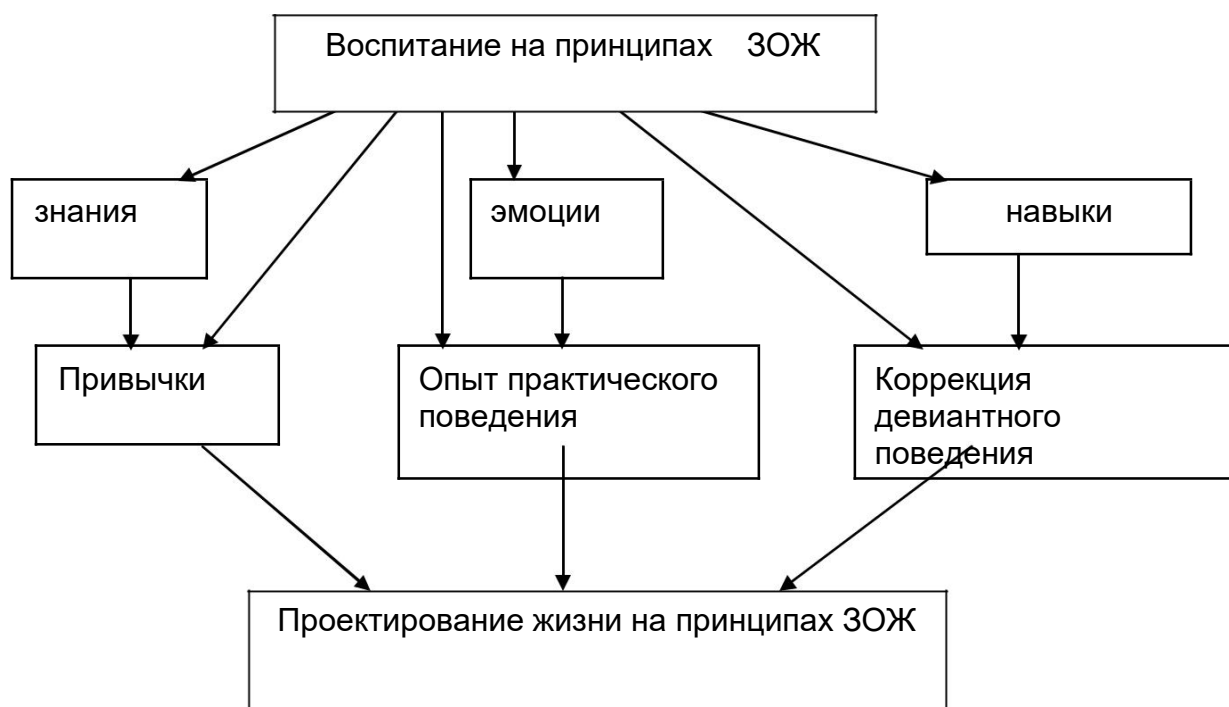 Воспитание на принципах ЗОЖ
знания
эмоции
навыки
Привычки
Опыт практического
поведения
Коррекция
девиантного
поведения
Проектирование жизни на принципах ЗОЖ